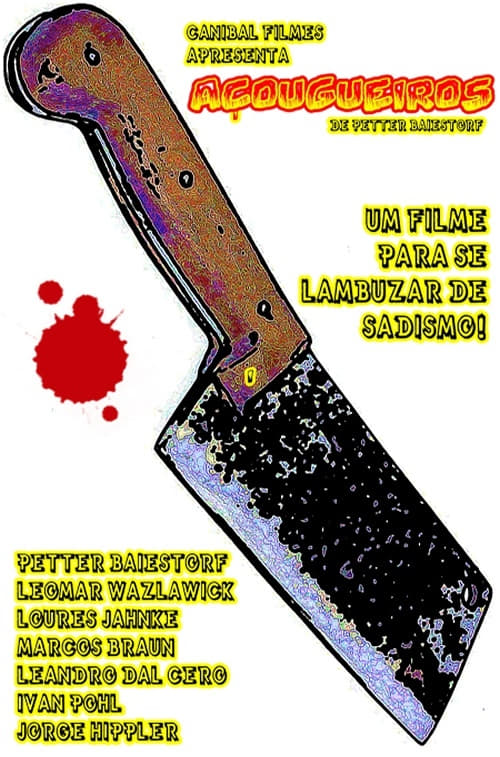 CANIBAL FILMES
APRESENTA
AÇOUGUEIROS
DE PETTER BAIESTORF
UM FILME
PARA SE
LAMBUZAR DE
SADISMO!
PETTER BAIESTORF
LEOMAR WAZLAWICK
LOURES JAHNKE
MARCOS BRAUN
LEANDRO DAL CERO
IVAN POHL
JORGE HIPPLER